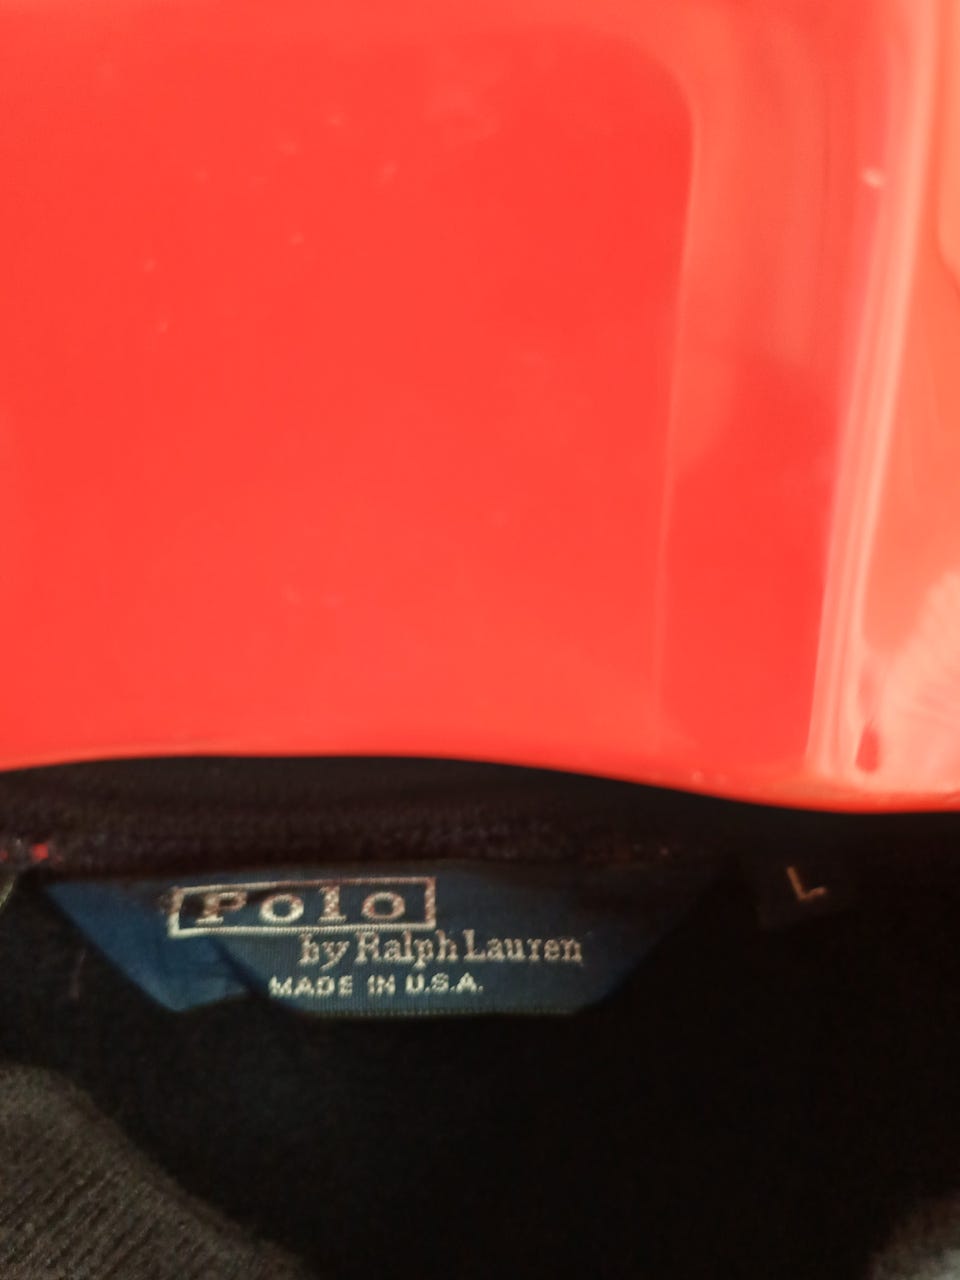 Polo
by Ralph Lauren
MADE IN U.S.A.
L